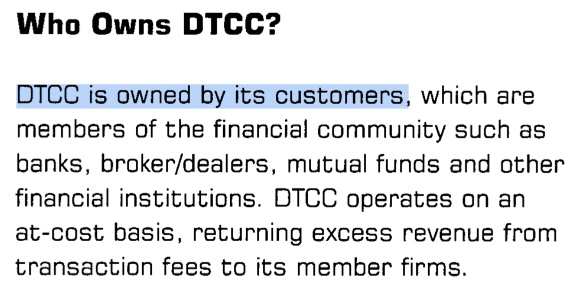 Who Owns DTCC?
DTCC is owned by its customers, which are
members of the financial community such as
banks, broker/dealers, mutual funds and other
financial institutions. DTCC operates on an
at-cost basis, returning excess revenue from
transaction fees to its member firms.